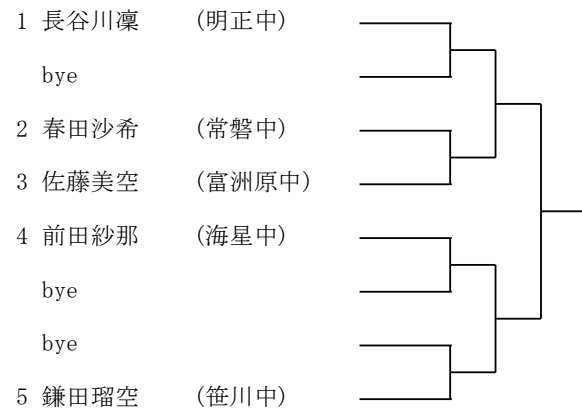 1 長谷川凜 (明正中)
bye
2 春田沙希 (常磐中)
3 佐藤美空 (富洲原中)
4 前田紗那 (海星中)
bye
bye
5 鎌田瑠空 (笹川中)